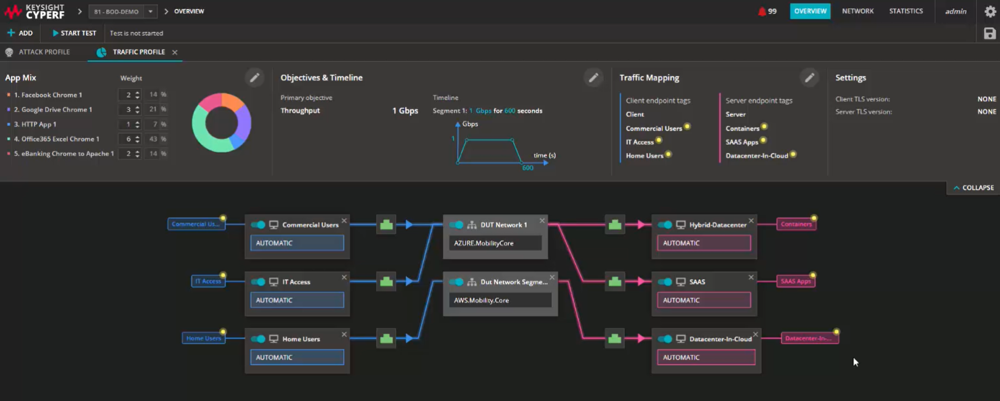 KEYSIGHT
CYPERF
81 - BOD-DEMO
OVERVIEW
99
OVERVIEW
NETWORK
STATISTICS
admin
ADD
START TEST
Test is not started
ATTACK PROFILE
TRAFFIC PROFILE
App Mix
Weight
1. Facebook Chrome 1 2 14 %
2. Google Drive Chrome 1 3 21 %
3. HTTP App 1 1 7 %
4. Office365 Excel Chrome 1 6 43 %
5. eBanking Chrome to Apache 1 2 14 %
Objectives & Timeline
Primary objective
Throughput 1 Gbps
Timeline
Segment 1: 1 Gbps for 600 seconds
Gbps
1
time (s)
600
Traffic Mapping
Client endpoint tags
Client
Commercial Users
IT Access
Home Users
Server endpoint tags
Server
Containers
SAAS Apps
Datacenter-In-Cloud
Settings
Client TLS version: NONE
Server TLS version: NONE
COLLAPSE
Commercial Us...
Commercial Users
AUTOMATIC
DUT Network 1
AZURE.MobilityCore
Hybrid-Datacenter
AUTOMATIC
Containers
IT Access
IT Access
AUTOMATIC
Dut Network Segme...
AWS.Mobility.Core
SAAS
AUTOMATIC
SAAS Apps
Home Users
Home Users
AUTOMATIC
Datacenter-In-Cloud
AUTOMATIC
Datacenter-In-...